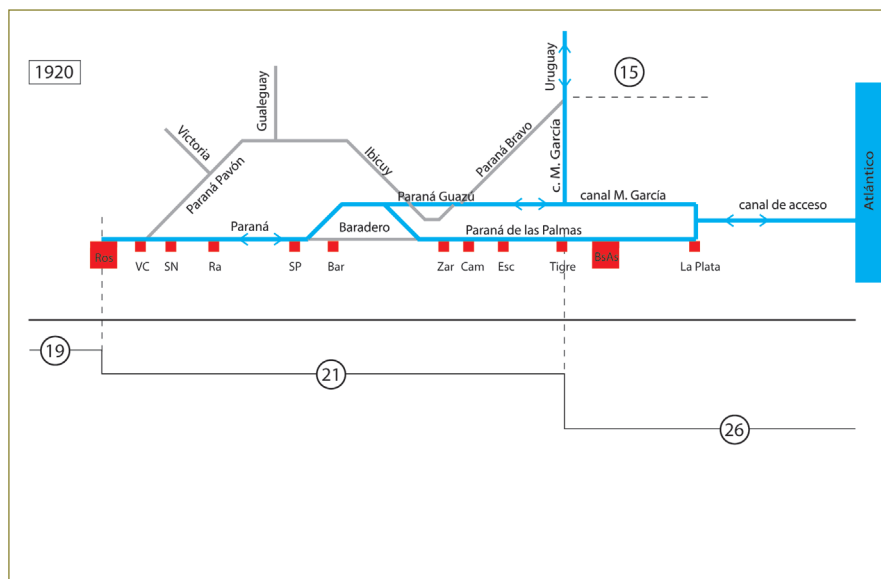 1920
Uruguay
15
Gualeguay
Victoria
Paraná Pavón
Ibicuy
Paraná Bravo
c. M. García
Atlántico
Paraná Guazú
canal M. García
canal de acceso
Paraná
Baradero
Paraná de las Palmas
Ros
VC
SN
Ra
SP
Bar
Zar
Cam
Esc
Tigre
BsAs
La Plata
19
21
26